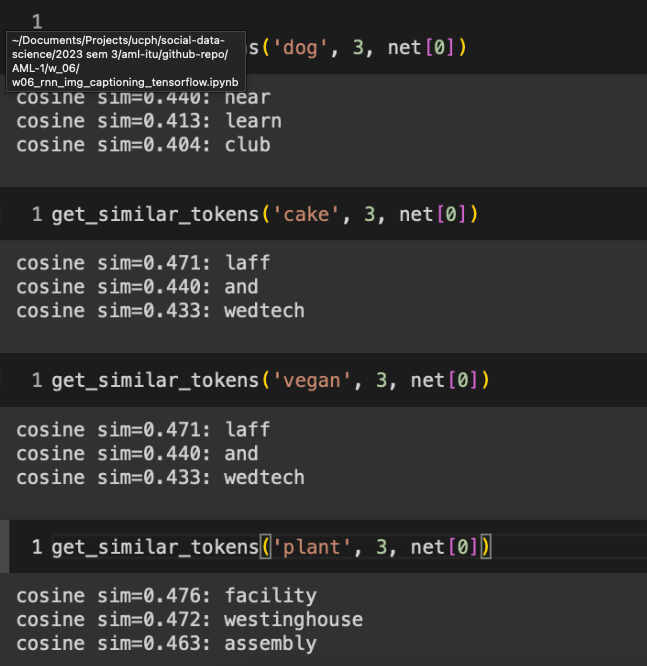 1
~/Documents/Projects/ucph/social-data-
science/2023 sem 3/aml-itu/github-repo/
AML-1/w_06/
w06_rnn_img_captioning_tensorflow.ipynb
s('dog', 3, net[0])
cosine sim=0.440: near
cosine sim=0.413: learn
cosine sim=0.404: club
1 get_similar_tokens('cake', 3, net[0])
cosine sim=0.471: laff
cosine sim=0.440: and
cosine sim=0.433: wedtech
1 get_similar_tokens('vegan', 3, net[0])
cosine sim=0.471: laff
cosine sim=0.440: and
cosine sim=0.433: wedtech
1 get_similar_tokens('plant', 3, net[0])
cosine sim=0.476: facility
cosine sim=0.472: westinghouse
cosine sim=0.463: assembly